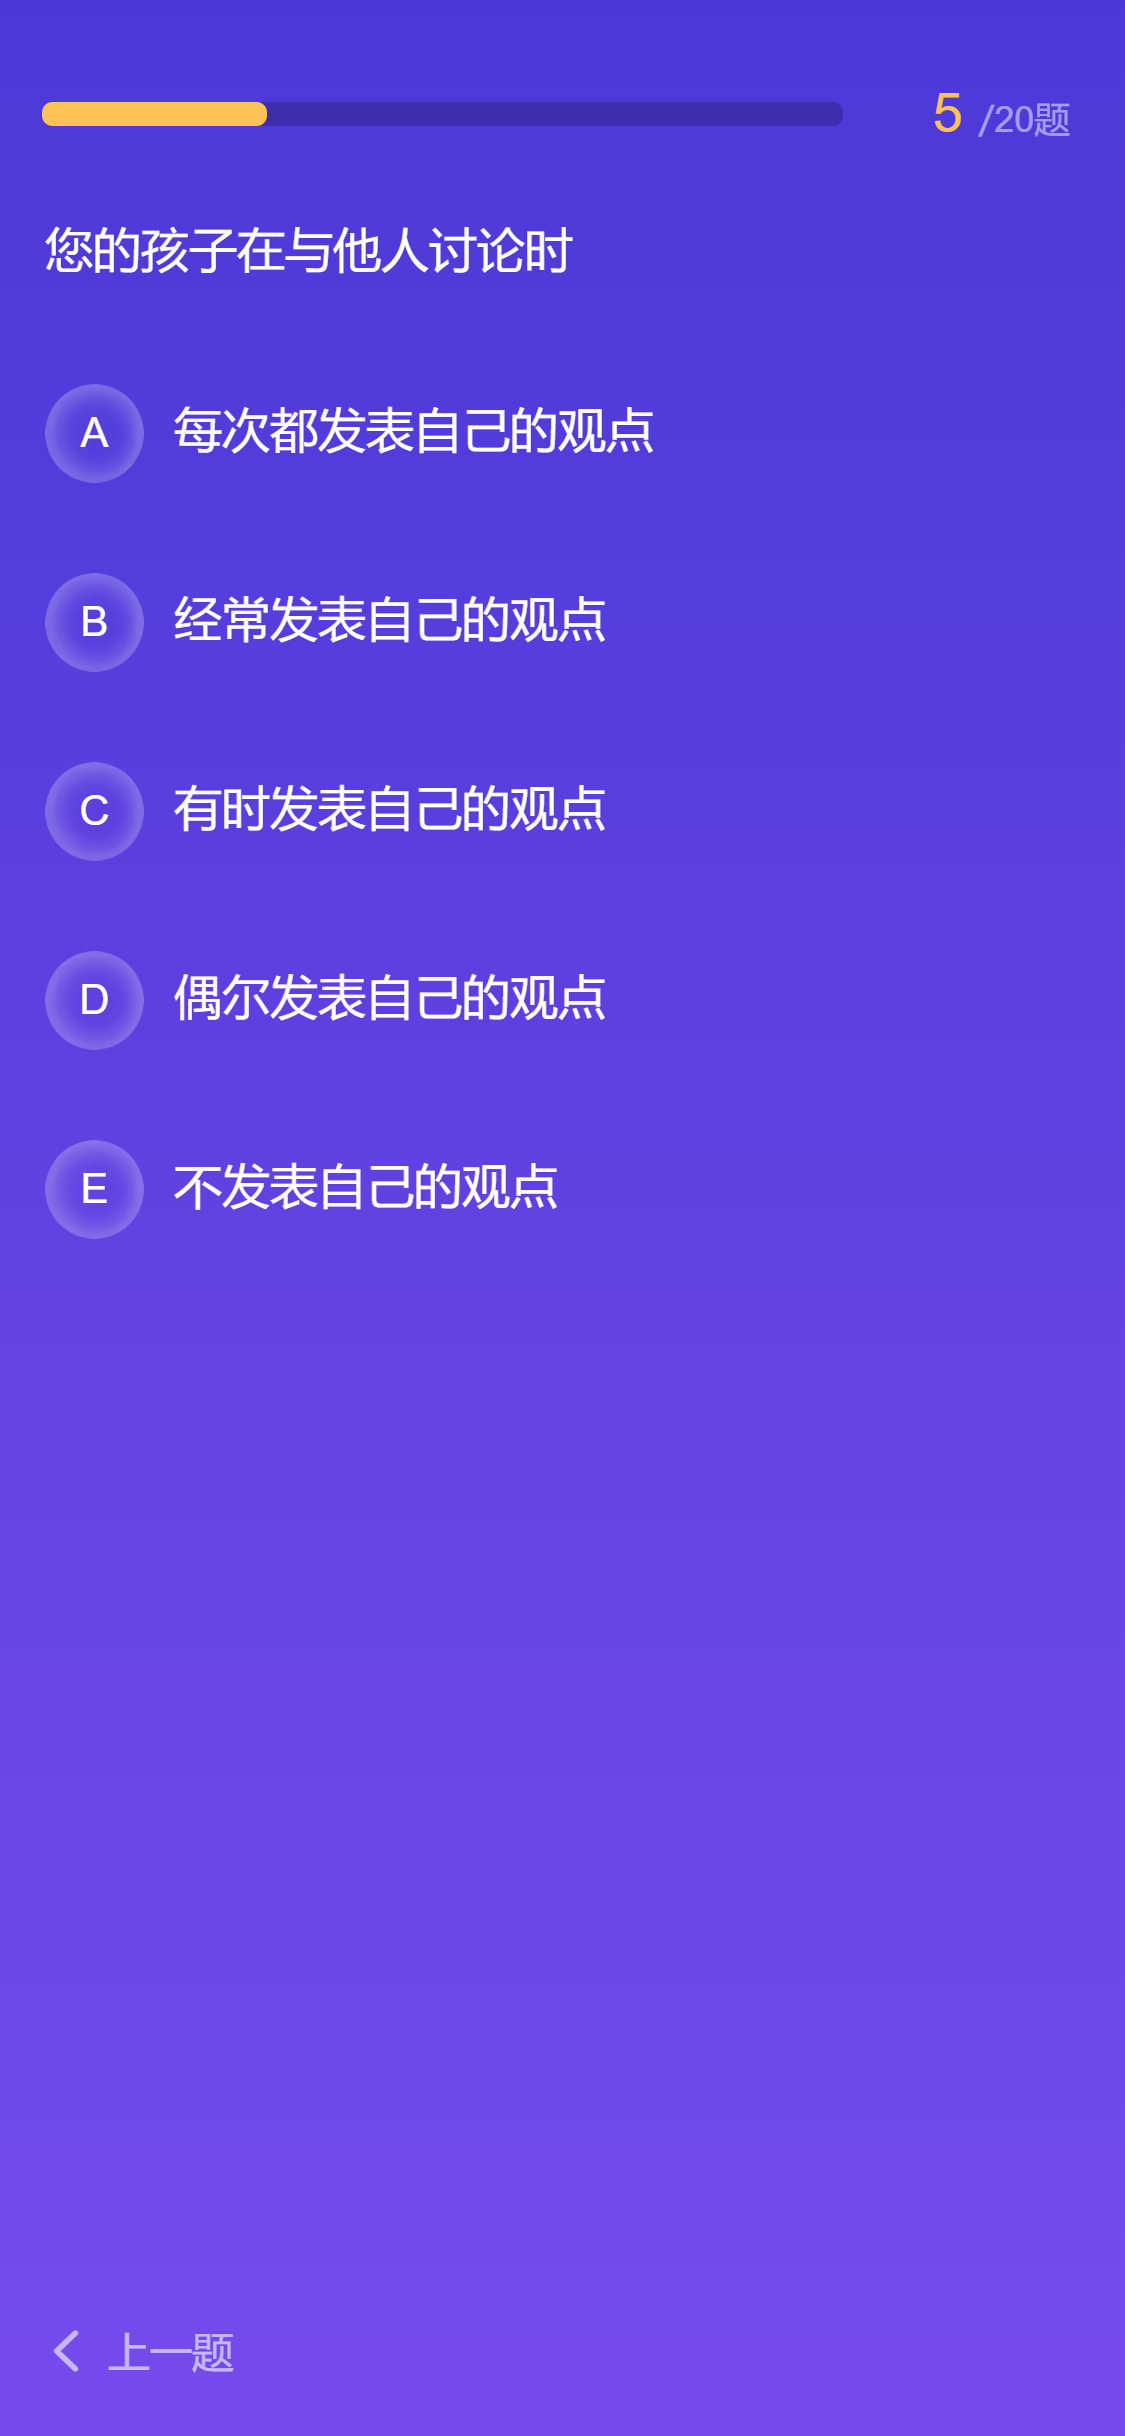 5 /20题
您的孩子在与他人讨论时
A 每次都发表自己的观点
B 经常发表自己的观点
C 有时发表自己的观点
D 偶尔发表自己的观点
E 不发表自己的观点
上一题